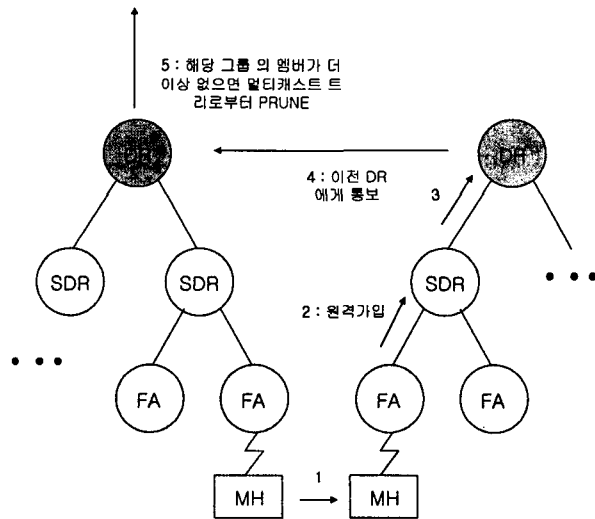 5 : 해당 그룹 의 멤버가 더
이상 없으면 멀티캐스트 트
리로부터 PRUNE
DR
DR
4 : 이전 DR
에게 통보
3
SDR
SDR
SDR
2 : 원격가입
FA
FA
FA
FA
1
MH
MH